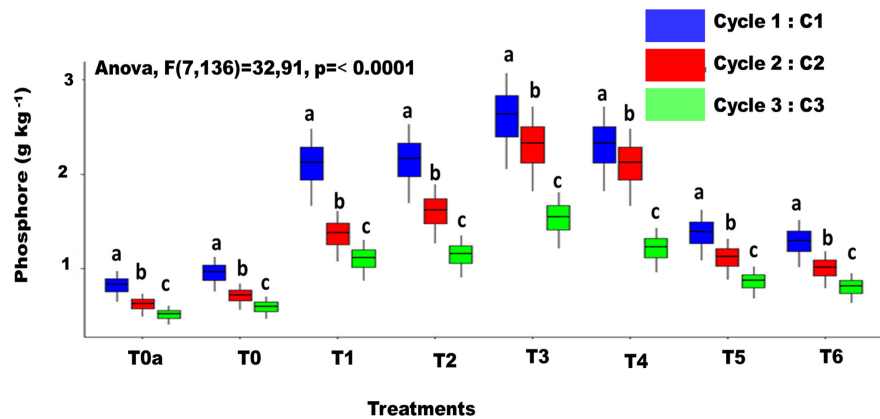 Cycle 1 : C1
Cycle 2 : C2
Cycle 3 : C3
Anova, F(7,136)=32,91, p=< 0.0001
Phosphore (g kg -1)
3
2
1
a b c
a b c
a b c
a b c
a b c
a b c
a b c
a b c
T0a T0 T1 T2 T3 T4 T5 T6
Treatments